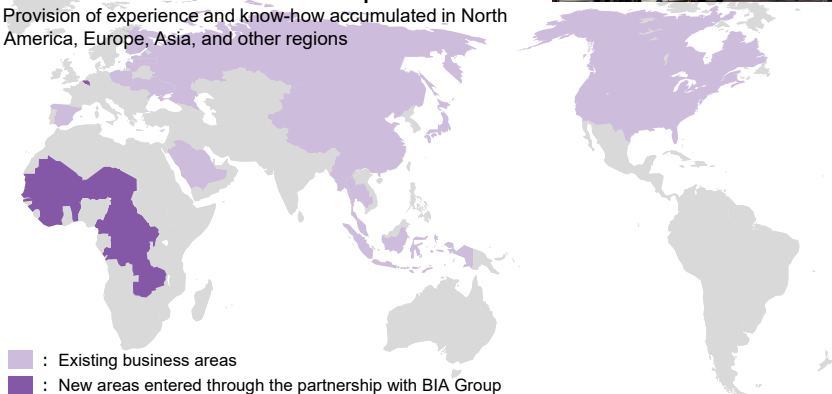 Provision of experience and know-how accumulated in North
America, Europe, Asia, and other regions
: Existing business areas
: New areas entered through the partnership with BIA Group